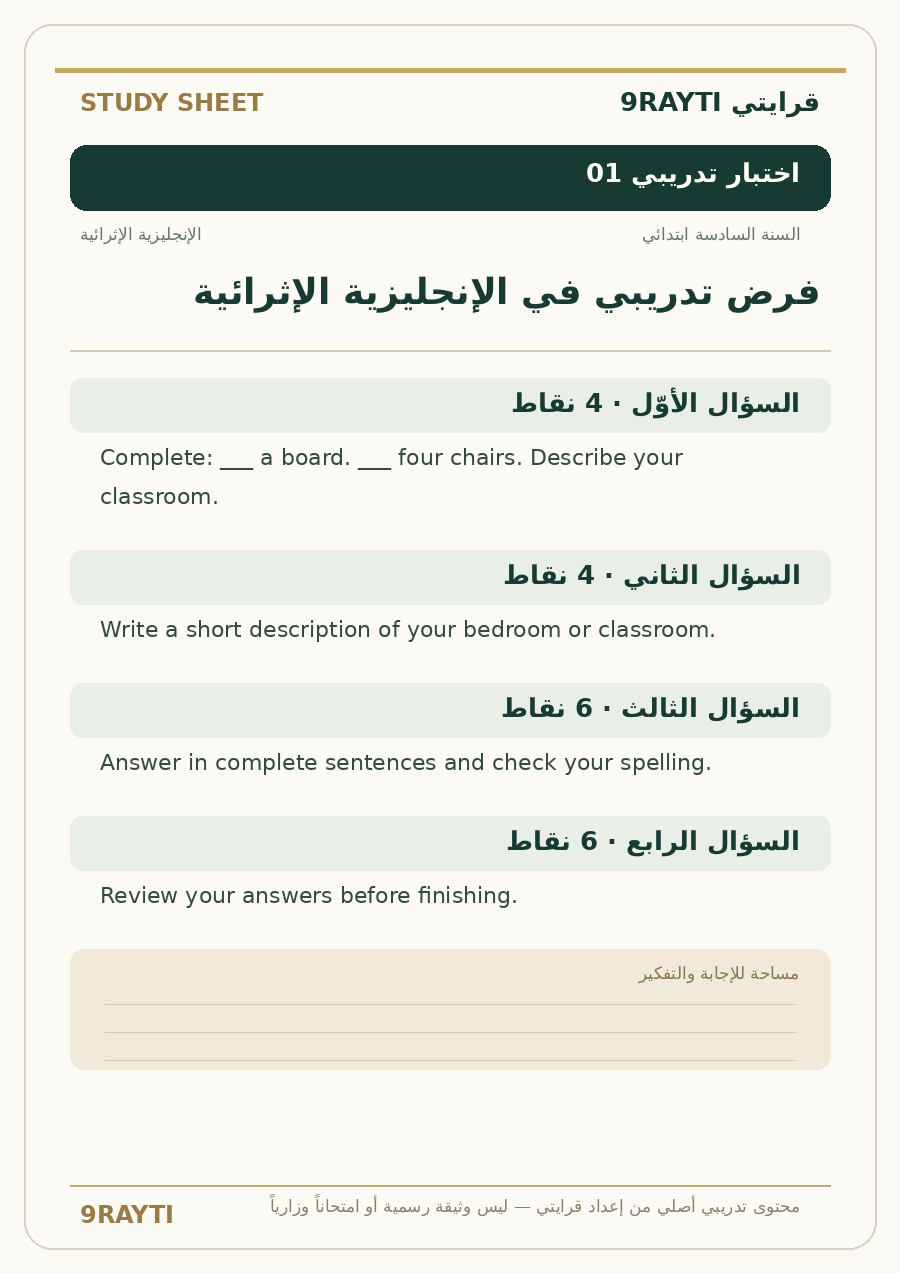 قرايتي 9RAYTI
STUDY SHEET
اختبار تدريبي 01
السنة السادسة ابتدائي
الإنجليزية الإثرائية
فرض تدريبي في الإنجليزية الإثرائية
السؤال الأوّل · 4 نقاط
Complete: ___ a board. ___ four chairs. Describe your
classroom.
السؤال الثاني · 4 نقاط
Write a short description of your bedroom or classroom.
السؤال الثالث · 6 نقاط
Answer in complete sentences and check your spelling.
السؤال الرابع · 6 نقاط
Review your answers before finishing.
مساحة للإجابة والتفكير
محتوى تدريبي أصلي من إعداد قرايتي — ليس وثيقة رسمية أو امتحاناً وزارياً
9RAYTI